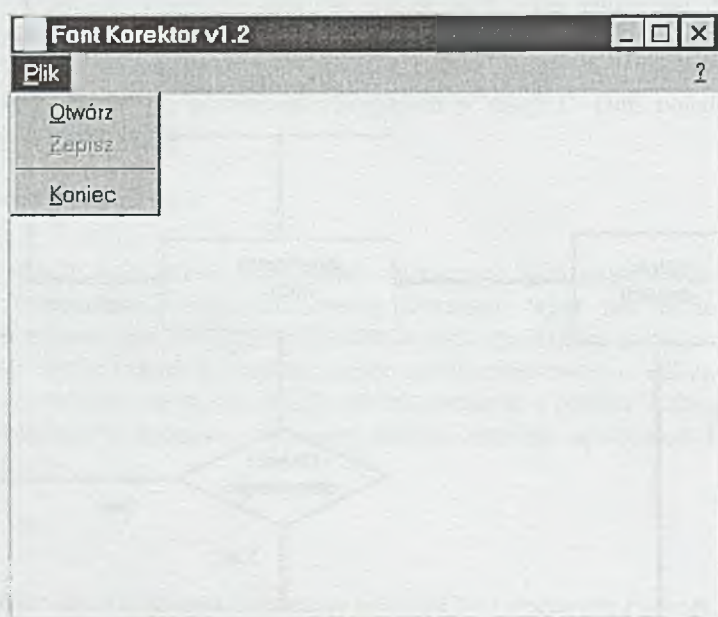 Font Korektor v1.2
Plik ?
Otwórz
Zapisz
Koniec